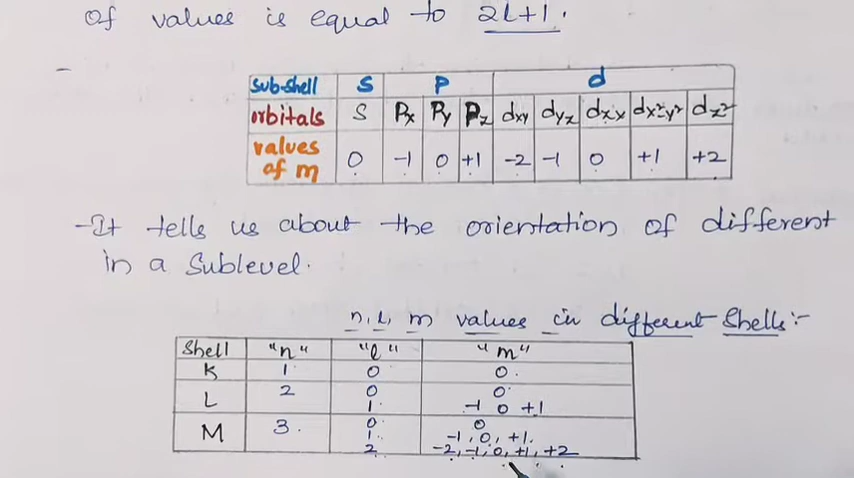 of values is equal to 2l+1.
sub-shell S P d
orbitals S Px Py Pz dxy dyz dzx dx²-y² dz²
values of m 0 -1 0 +1 -2 -1 0 +1 +2
-It tells us about the orientation of different
in a Sublevel.
n, l, m values in different Shells:-
Shell "n" "l" "m"
K 1 0 0
L 2 0 0
1 -1 0 +1
M 3 0 0
1 -1, 0, +1.
2 -2, -1, 0, +1, +2